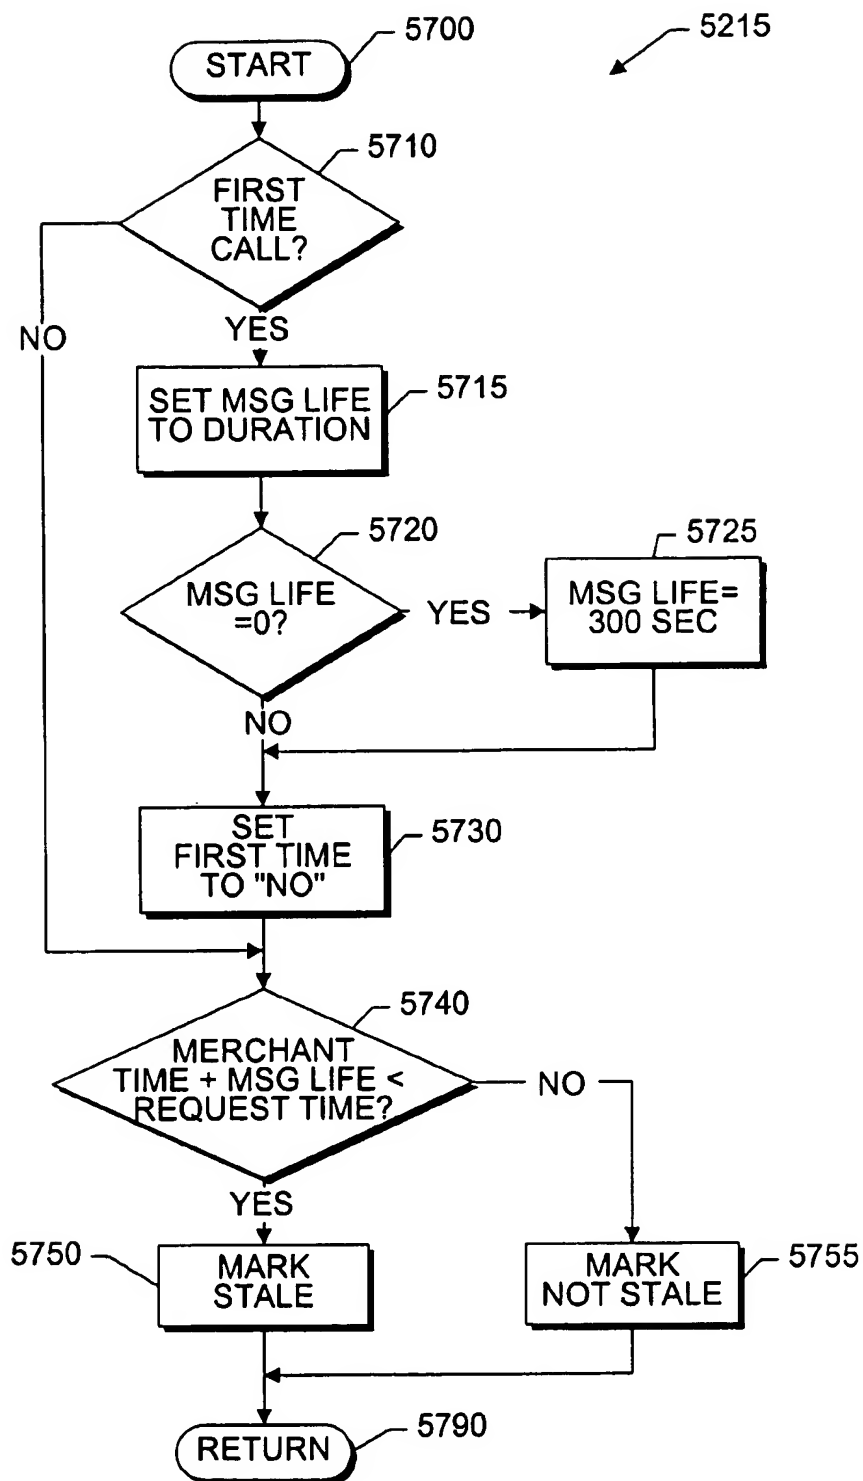 5700
5215
START
5710
FIRST
TIME
CALL?
NO
YES
SET MSG LIFE
TO DURATION
5715
5720
5725
MSG LIFE
=0?
YES
MSG LIFE=
300 SEC
NO
SET
FIRST TIME
TO "NO"
5730
5740
MERCHANT
TIME + MSG LIFE <
REQUEST TIME?
NO
YES
5750
MARK
STALE
MARK
NOT STALE
5755
RETURN
5790